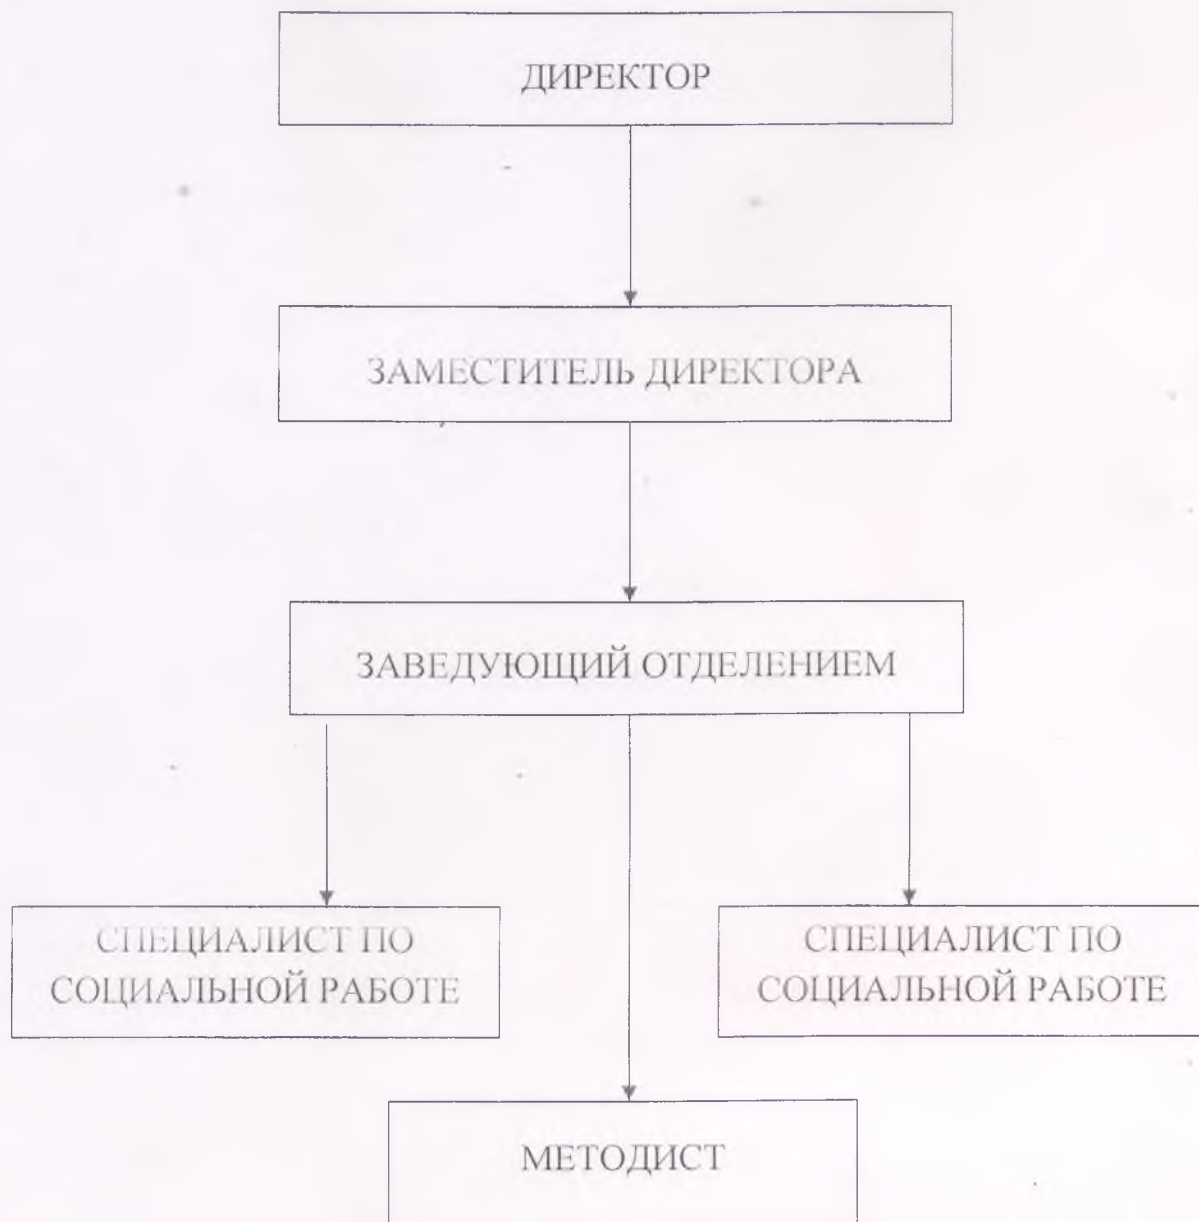 ДИРЕКТОР
ЗАМЕСТИТЕЛЬ ДИРЕКТОРА
ЗАВЕДУЮЩИЙ ОТДЕЛЕНИЕМ
СПЕЦИАЛИСТ ПО
СОЦИАЛЬНОЙ РАБОТЕ
СПЕЦИАЛИСТ ПО
СОЦИАЛЬНОЙ РАБОТЕ
МЕТОДИСТ